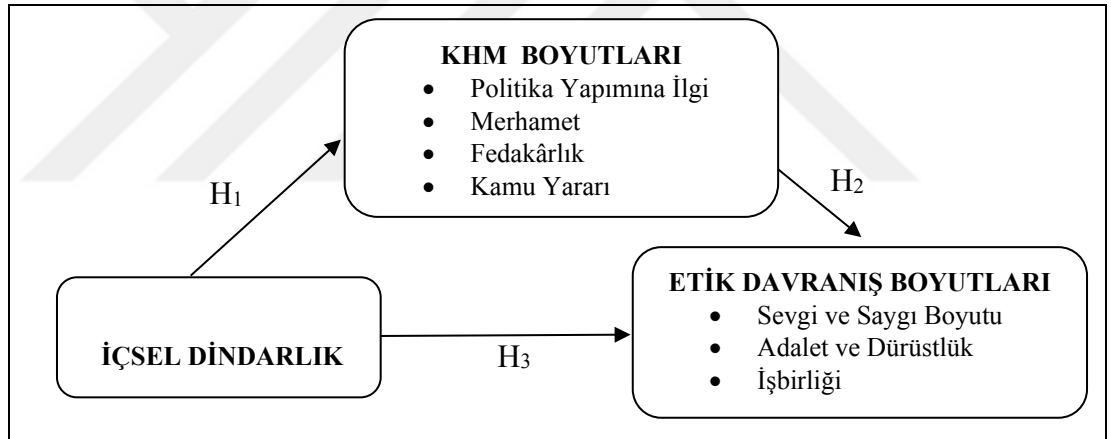 KHM BOYUTLARI
• Politika Yapımına İlgi
• Merhamet
• Fedakârlık
• Kamu Yararı
H1
H2
ETİK DAVRANIŞ BOYUTLARI
• Sevgi ve Saygı Boyutu
• Adalet ve Dürüstlük
• İşbirliği
İÇSEL DİNDARLIK
H3